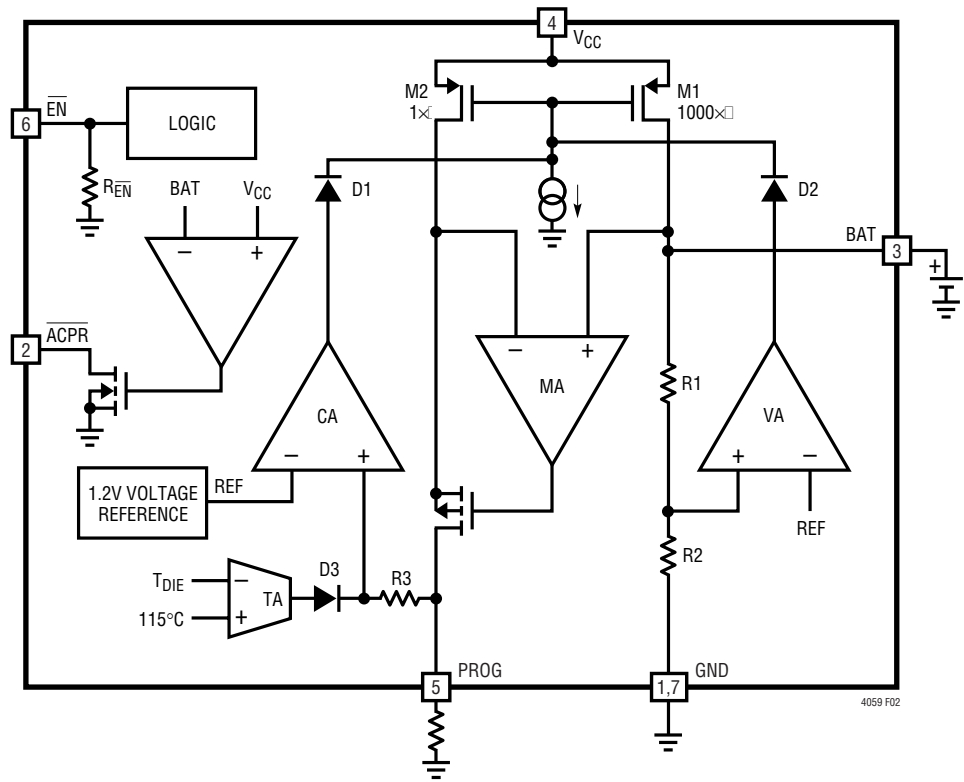 4
VCC
M2
1×
M1
1000×
6
EN
LOGIC
REN
BAT
VCC
−
+
D1
D2
BAT
3
+
ACPR
2
−
+
MA
R1
CA
−
+
VA
+
−
1.2V VOLTAGE
REFERENCE
REF
REF
R2
TDIE
115°C
−
+
TA
D3
R3
PROG
5
GND
1,7
4059 F02